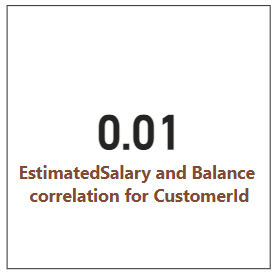 0.01
EstimatedSalary and Balance
correlation for CustomerId